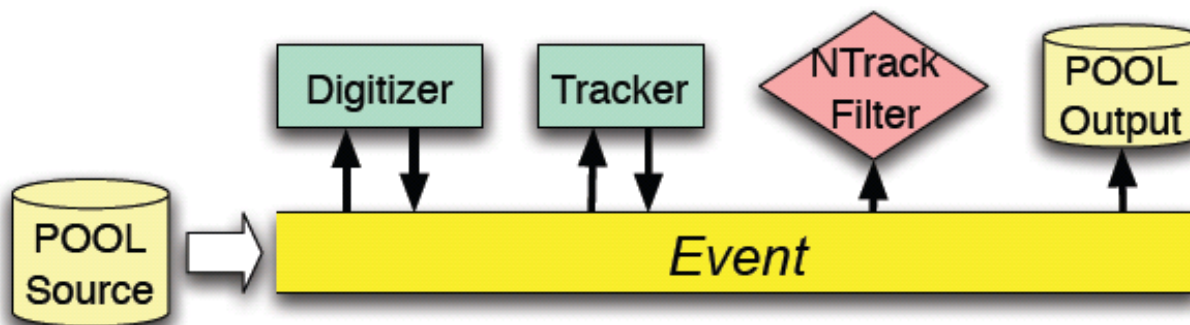 Digitizer
Tracker
NTrack
Filter
POOL
Output
POOL
Source
Event